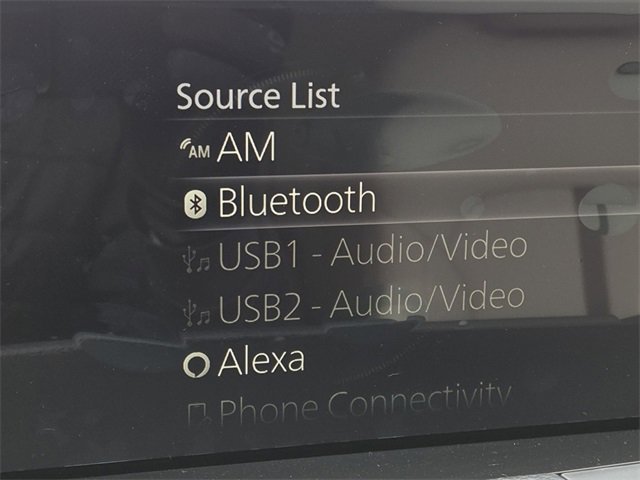 Source List
AM AM
Bluetooth
USB1 - Audio/Video
USB2 - Audio/Video
Alexa
Phone Connectivity